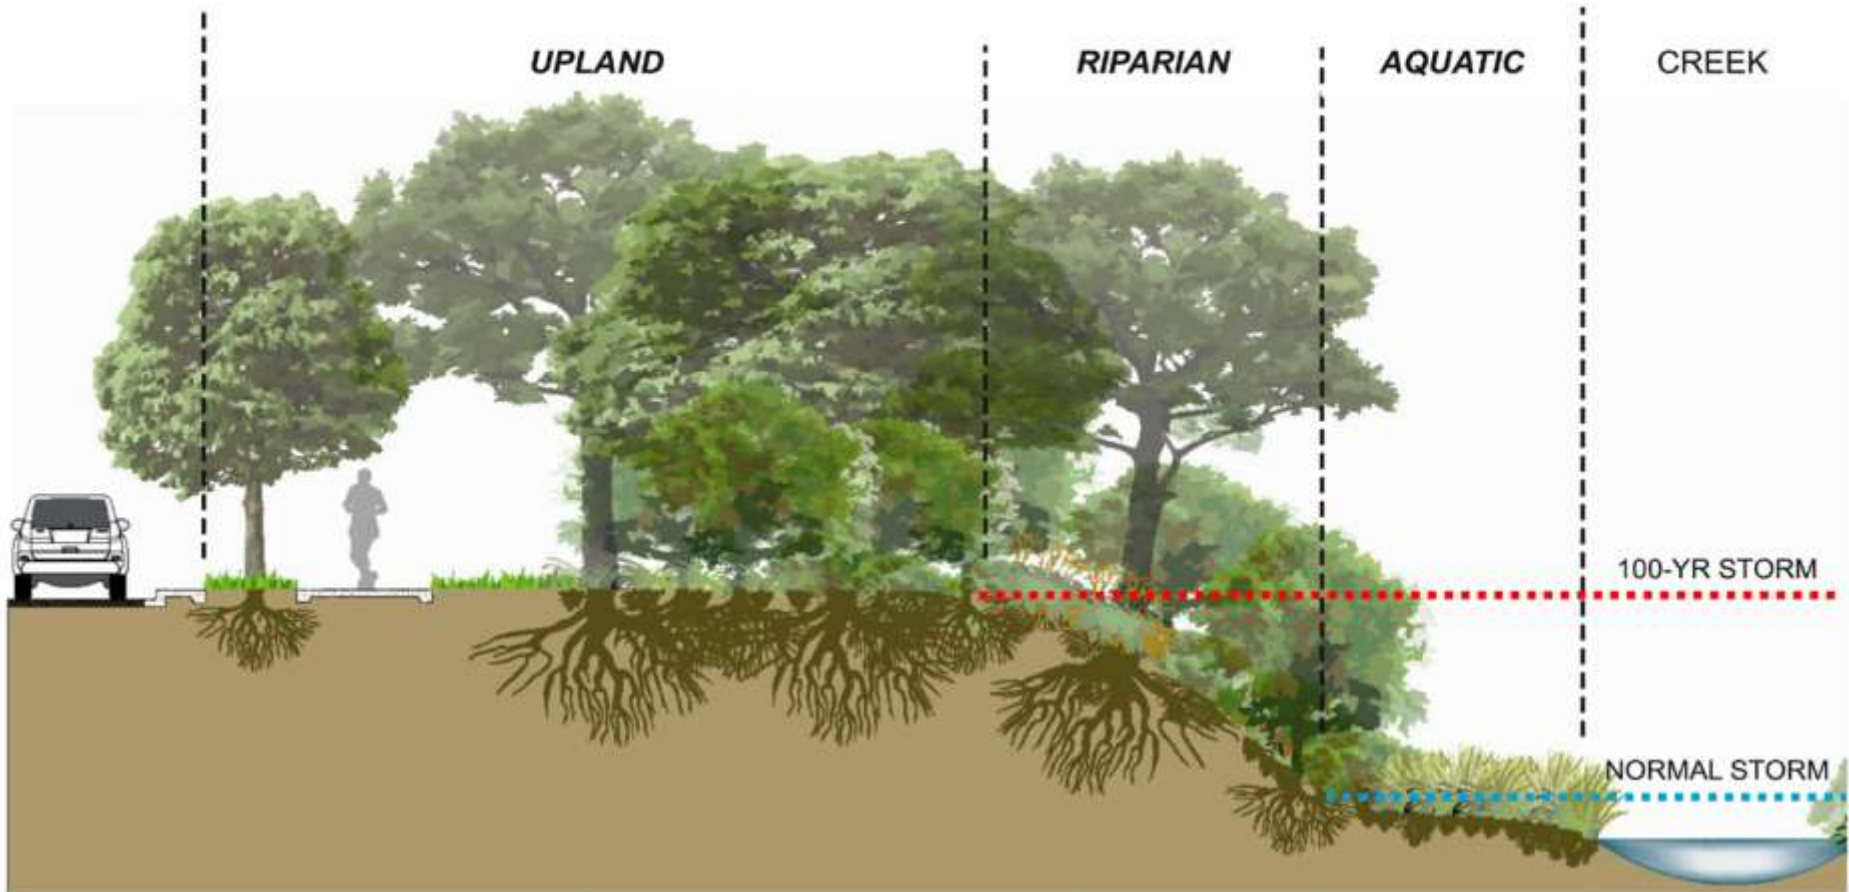 UPLAND
RIPARIAN
AQUATIC
CREEK
100-YR STORM
NORMAL STORM